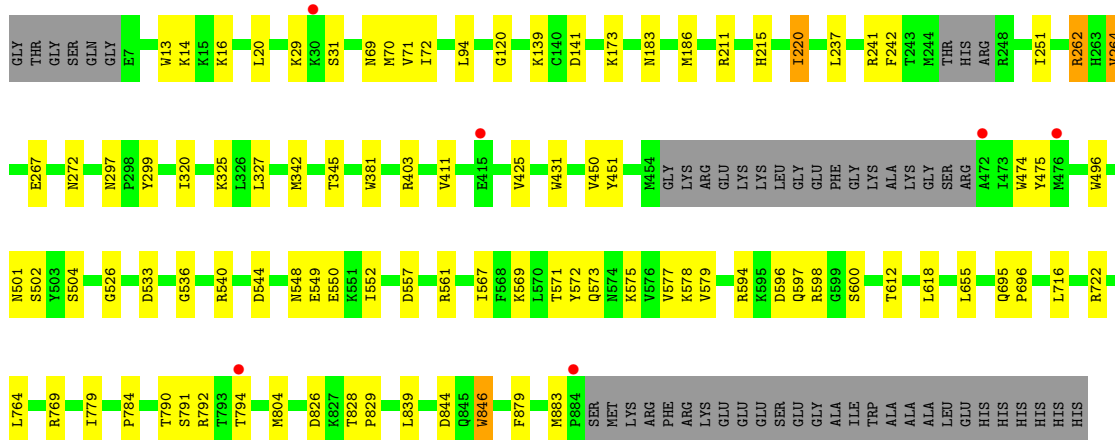 GLY THR GLY SER GLN GLY E7 W13 K14 K15 K16 L20 K29 K30 S31 N69 M70 V71 I72 L94 G120 K139 C140 D141 K173 N183 M186 R211 H215 I220 L237 R241 F242 T243 M244 THR HIS ARG R248 I251 R262 H263 V264
E267 N272 N297 P298 Y299 I320 K325 L326 L327 M342 T345 W381 R403 V411 E415 V425 W431 V450 Y451 M454 GLY LYS ARG GLU LYS LYS LEU GLY GLU PHE GLY LYS ALA LYS GLY SER ARG A472 I473 W474 Y475 M476 W496
N501 S502 Y503 S504 G526 D533 G536 R540 D544 N548 E549 E550 K551 I552 D557 R561 I567 F568 K569 L570 T571 Y572 Q573 N574 K575 V576 V577 K578 V579 R594 K595 D596 Q597 R598 G599 S600 T612 L618 L655 Q695 P696 L716 R722
L764 R769 I779 P784 T790 S791 R792 T793 T794 M804 D826 K827 T828 P829 L839 D844 Q845 W846 F879 M883 P884 SER MET LYS ARG PHE ARG LYS GLU GLU GLU SER GLU GLY ALA ILE TRP ALA ALA ALA LEU GLU HIS HIS HIS HIS HIS HIS